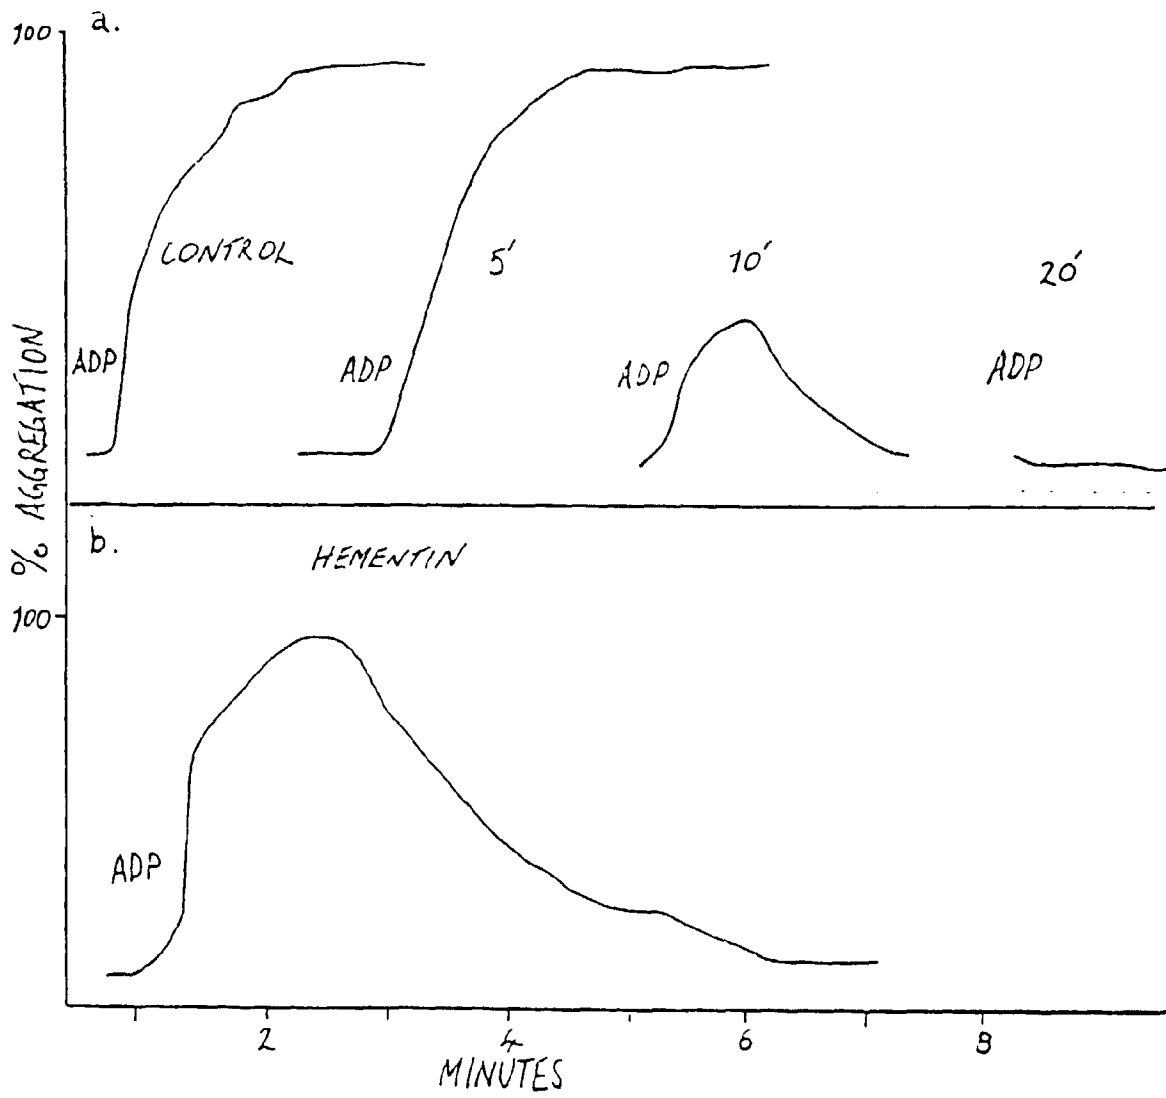 a.
100
CONTROL
5'
10'
20'
ADP
ADP
ADP
ADP
% AGGREGATION
b.
HEMENTIN
100
ADP
2
4
6
8
MINUTES